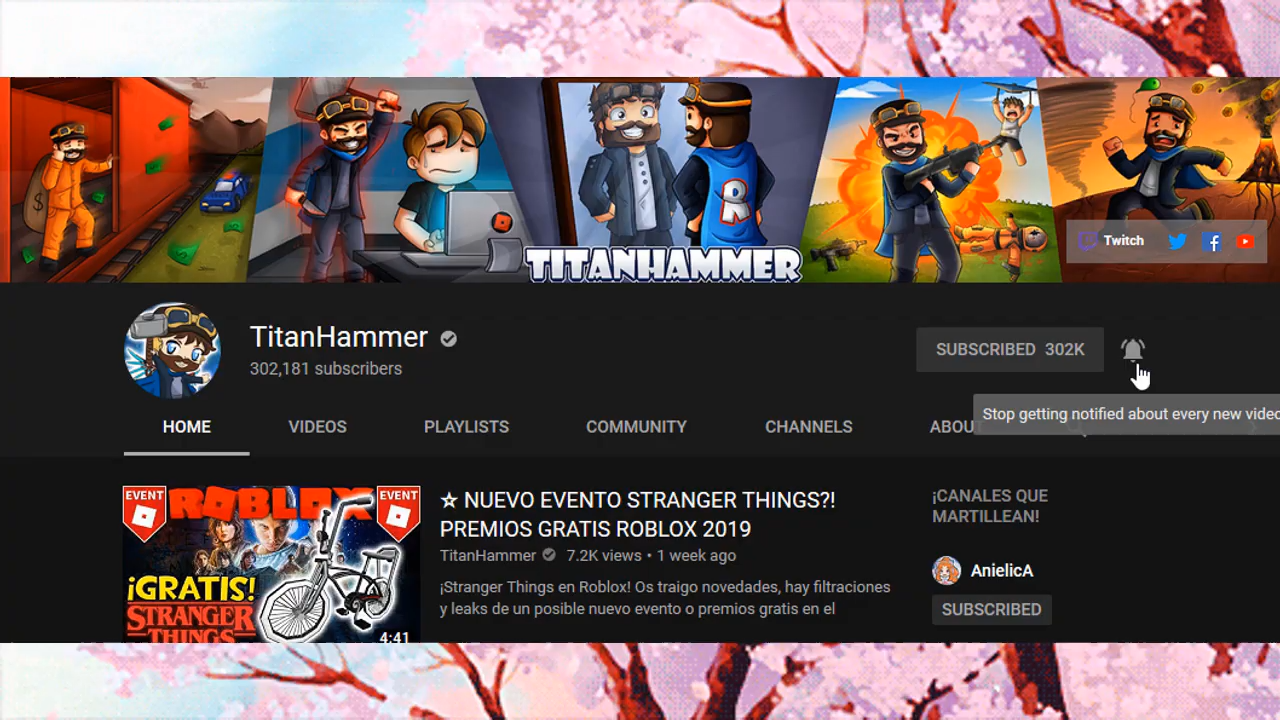 TITANHAMMER
Twitch
TitanHammer
302,181 subscribers
SUBSCRIBED 302K
Stop getting notified about every new video
HOME VIDEOS PLAYLISTS COMMUNITY CHANNELS ABOU
EVENT ROBLOX EVENT
¡GRATIS!
STRANGER
THINGS
4:41
☆ NUEVO EVENTO STRANGER THINGS?!
PREMIOS GRATIS ROBLOX 2019
TitanHammer 7.2K views • 1 week ago
¡Stranger Things en Roblox! Os traigo novedades, hay filtraciones
y leaks de un posible nuevo evento o premios gratis en el
¡CANALES QUE
MARTILLEAN!
AnielicA
SUBSCRIBED